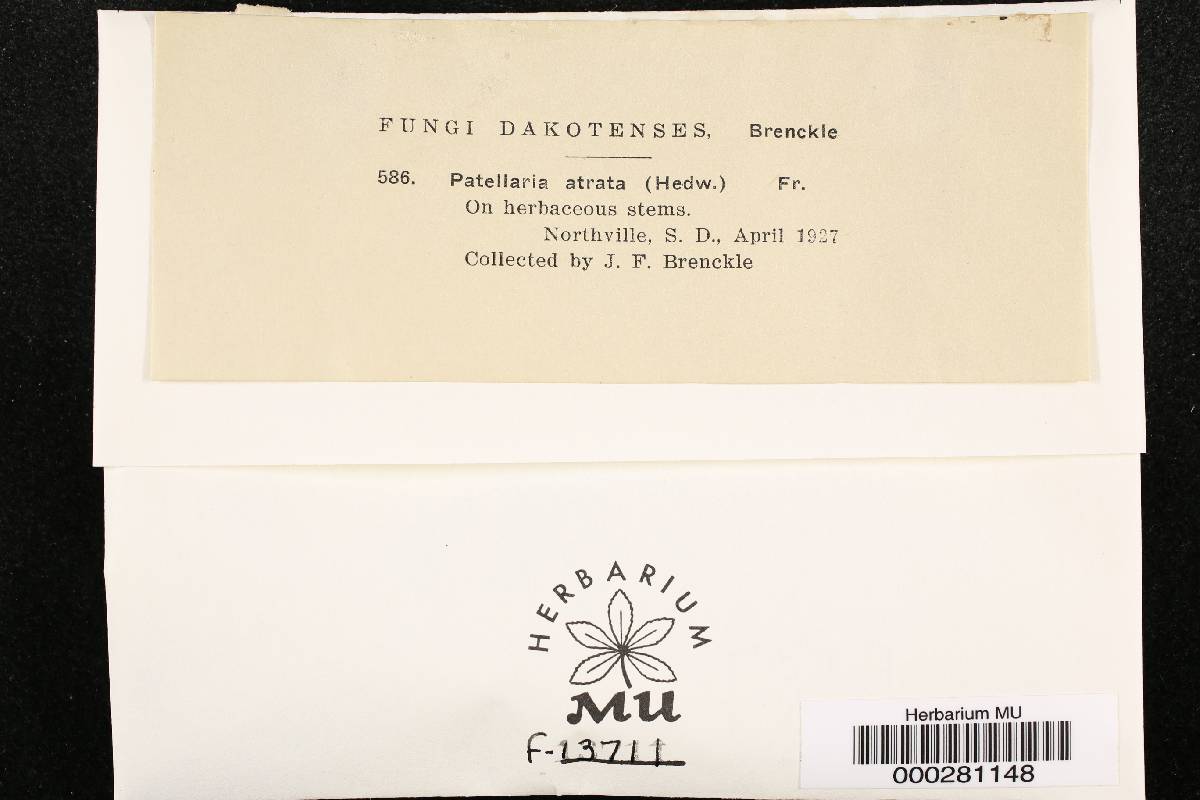 FUNGI DAKOTENSES, Brenckle
586. Patellaria atrata (Hedw.) Fr.
On herbaceous stems.
Northville, S. D., April 1927
Collected by J. F. Brenckle
HERBARIUM
MU
F-13711
Herbarium MU
000281148